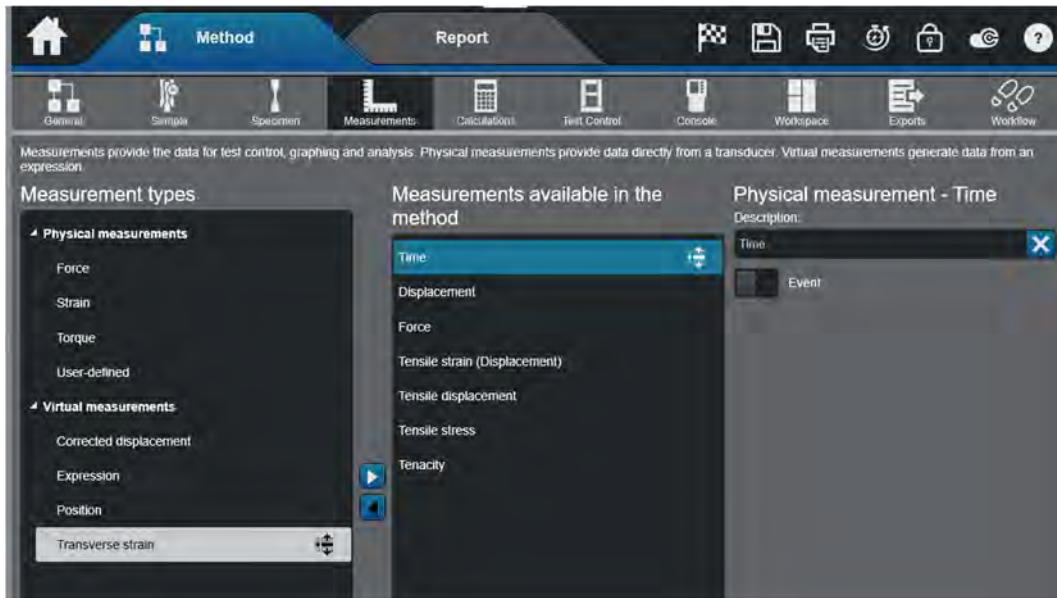 Method
Report
?
General
Sample
Specimen
Measurements
Calculations
Test Control
Console
Workspace
Exports
Workflow
Measurements provide the data for test control, graphing and analysis. Physical measurements provide data directly from a transducer. Virtual measurements generate data from an
expression.
Measurement types
Physical measurements
Force
Strain
Torque
User-defined
Virtual measurements
Corrected displacement
Expression
Position
Transverse strain
Measurements available in the
method
Time
Displacement
Force
Tensile strain (Displacement)
Tensile displacement
Tensile stress
Tenacity
Physical measurement - Time
Description:
Time
Event